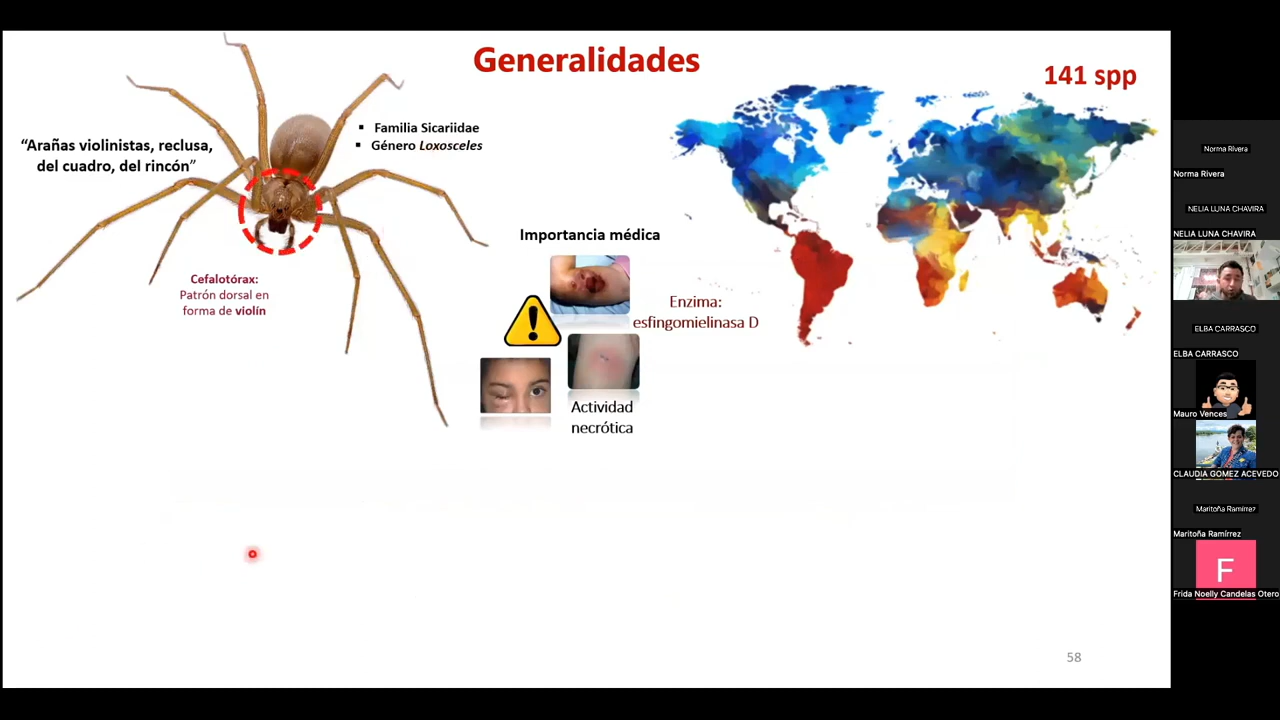 Generalidades
141 spp
“Arañas violinistas, reclusa,
del cuadro, del rincón”
▪ Familia Sicariidae
▪ Género Loxosceles
Cefalotórax:
Patrón dorsal en
forma de violín
Importancia médica
Enzima:
esfingomielinasa D
Actividad
necrótica
58
Norma Rivera
Norma Rivera
NELIA LUNA CHAVIRA
NELIA LUNA CHAVIRA
ELBA CARRASCO
ELBA CARRASCO
Mauro Vences
CLAUDIA GOMEZ ACEVEDO
Maritoña Ramírrez
Maritoña Ramírrez
F
Frida Noelly Candelas Otero